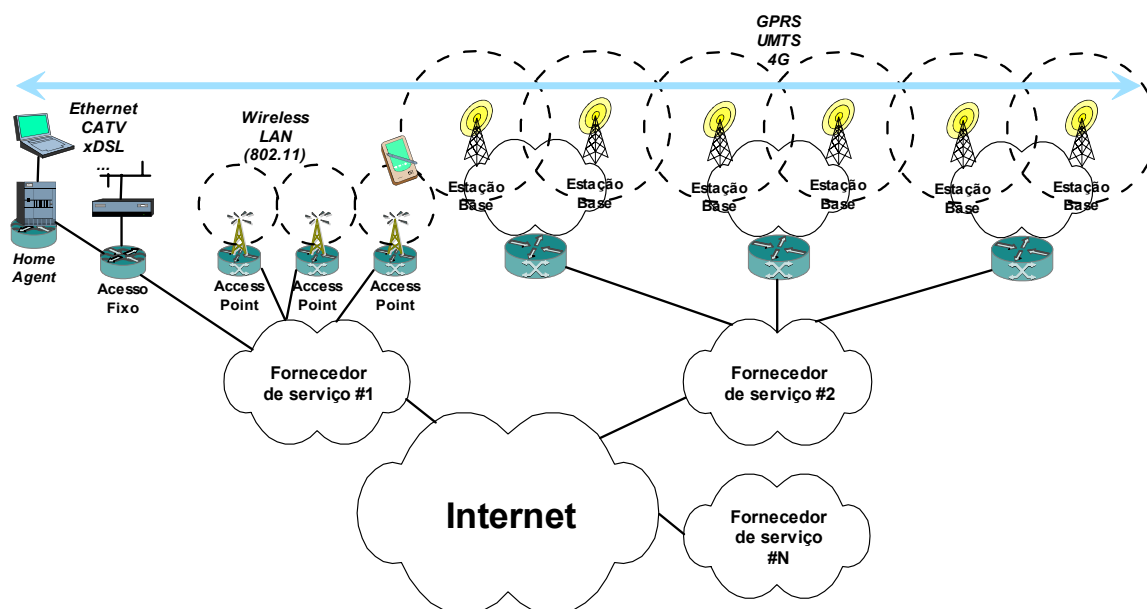 GPRS
UMTS
4G
Ethernet
CATV
xDSL
Wireless
LAN
(802.11)
Home
Agent
Acesso
Fixo
Access
Point
Access
Point
Access
Point
Estação
Base
Estação
Base
Estação
Base
Estação
Base
Estação
Base
Estação
Base
Fornecedor
de serviço #1
Fornecedor
de serviço #2
Internet
Fornecedor
de serviço
#N